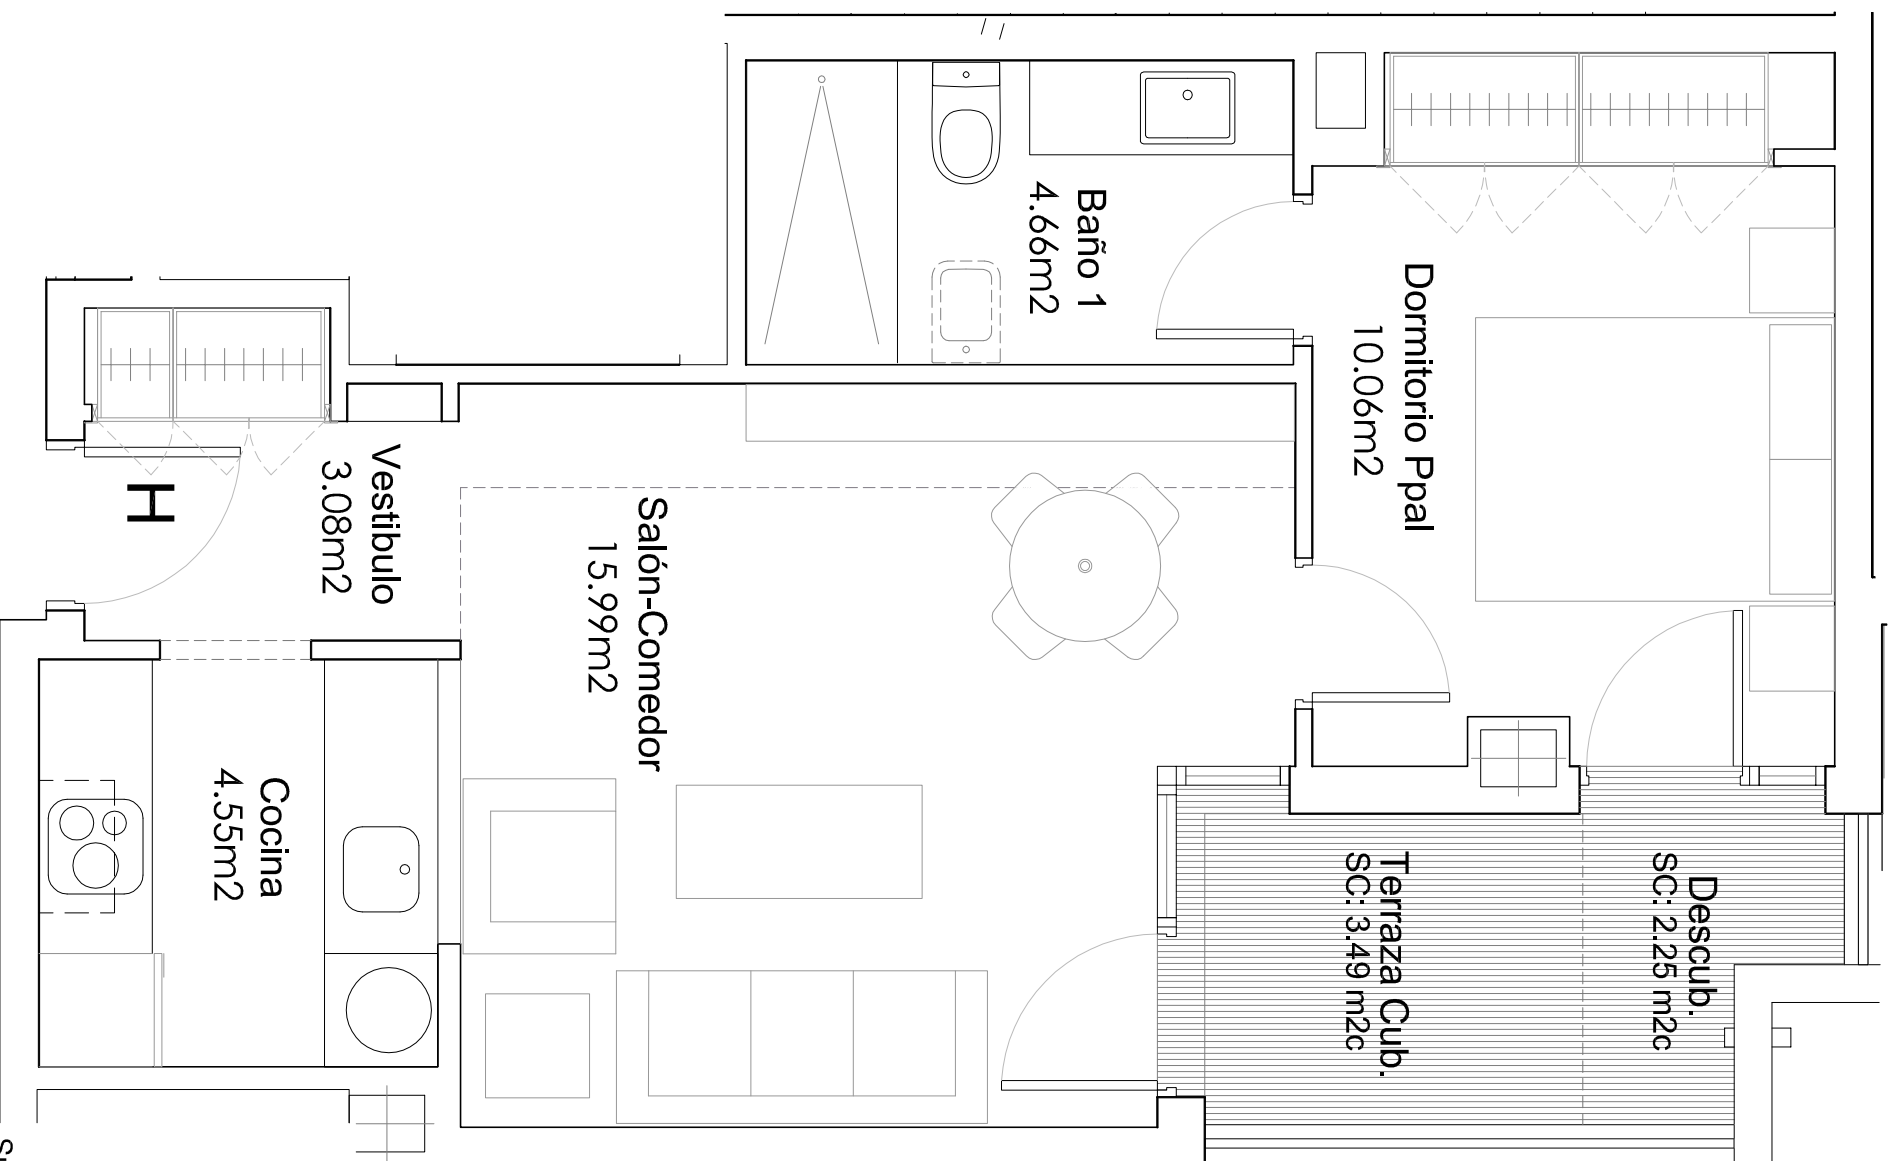 Baño 1
4.66m2
Dormitorio Ppal
10.06m2
Vestibulo
3.08m2
H
Salón-Comedor
15.99m2
Cocina
4.55m2
Terraza Cub.
SC: 3.49 m2c
Descub.
SC: 2.25 m2c